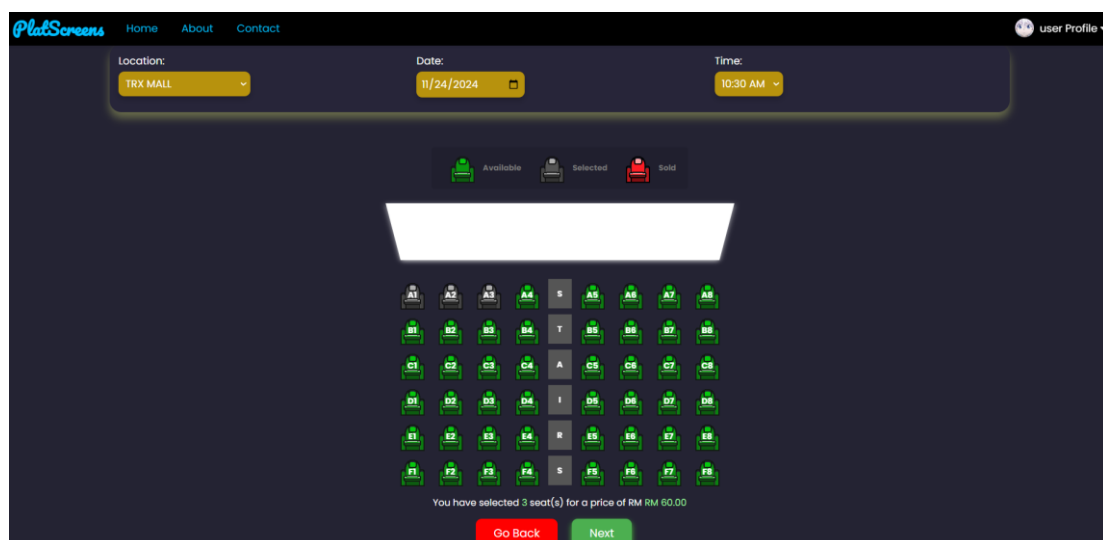 PlatScreens Home About Contact user Profile
Location: Date: Time:
TRX MALL 11/24/2024 10:30 AM
Available Selected Sold
A1 A2 A3 A4 S A5 A6 A7 A8
B1 B2 B3 B4 T B5 B6 B7 B8
C1 C2 C3 C4 A C5 C6 C7 C8
D1 D2 D3 D4 I D5 D6 D7 D8
E1 E2 E3 E4 R E5 E6 E7 E8
F1 F2 F3 F4 S F5 F6 F7 F8
You have selected 3 seat(s) for a price of RM RM 60.00
Go Back Next